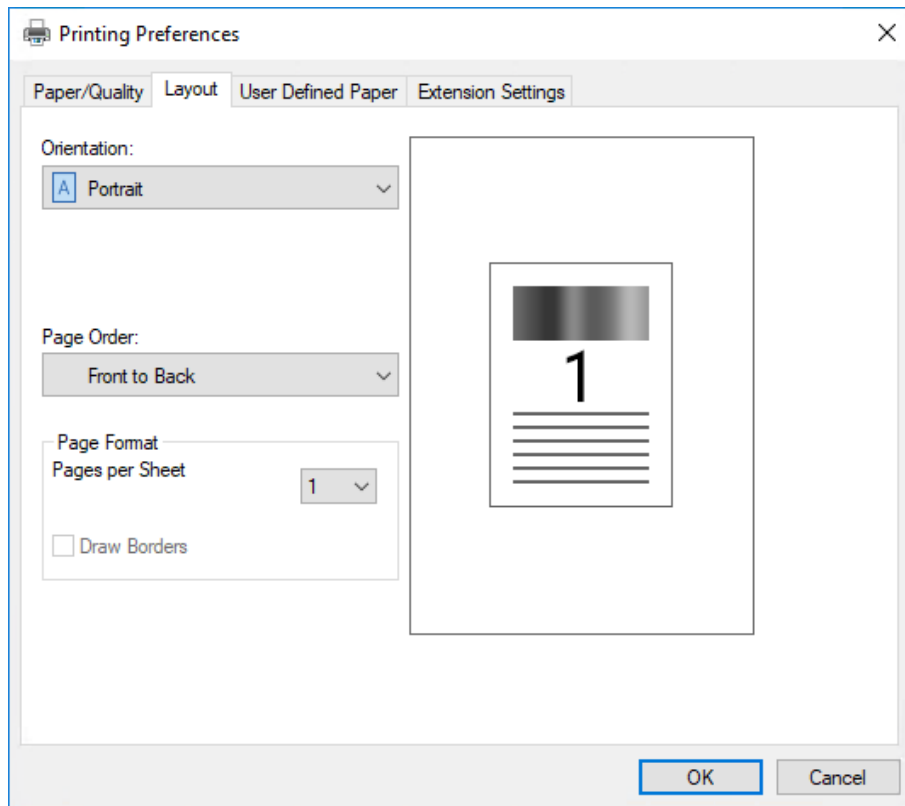 Printing Preferences
Paper/Quality Layout User Defined Paper Extension Settings
Orientation:
A Portrait
Page Order:
Front to Back
Page Format
Pages per Sheet
1
Draw Borders
1
OK Cancel